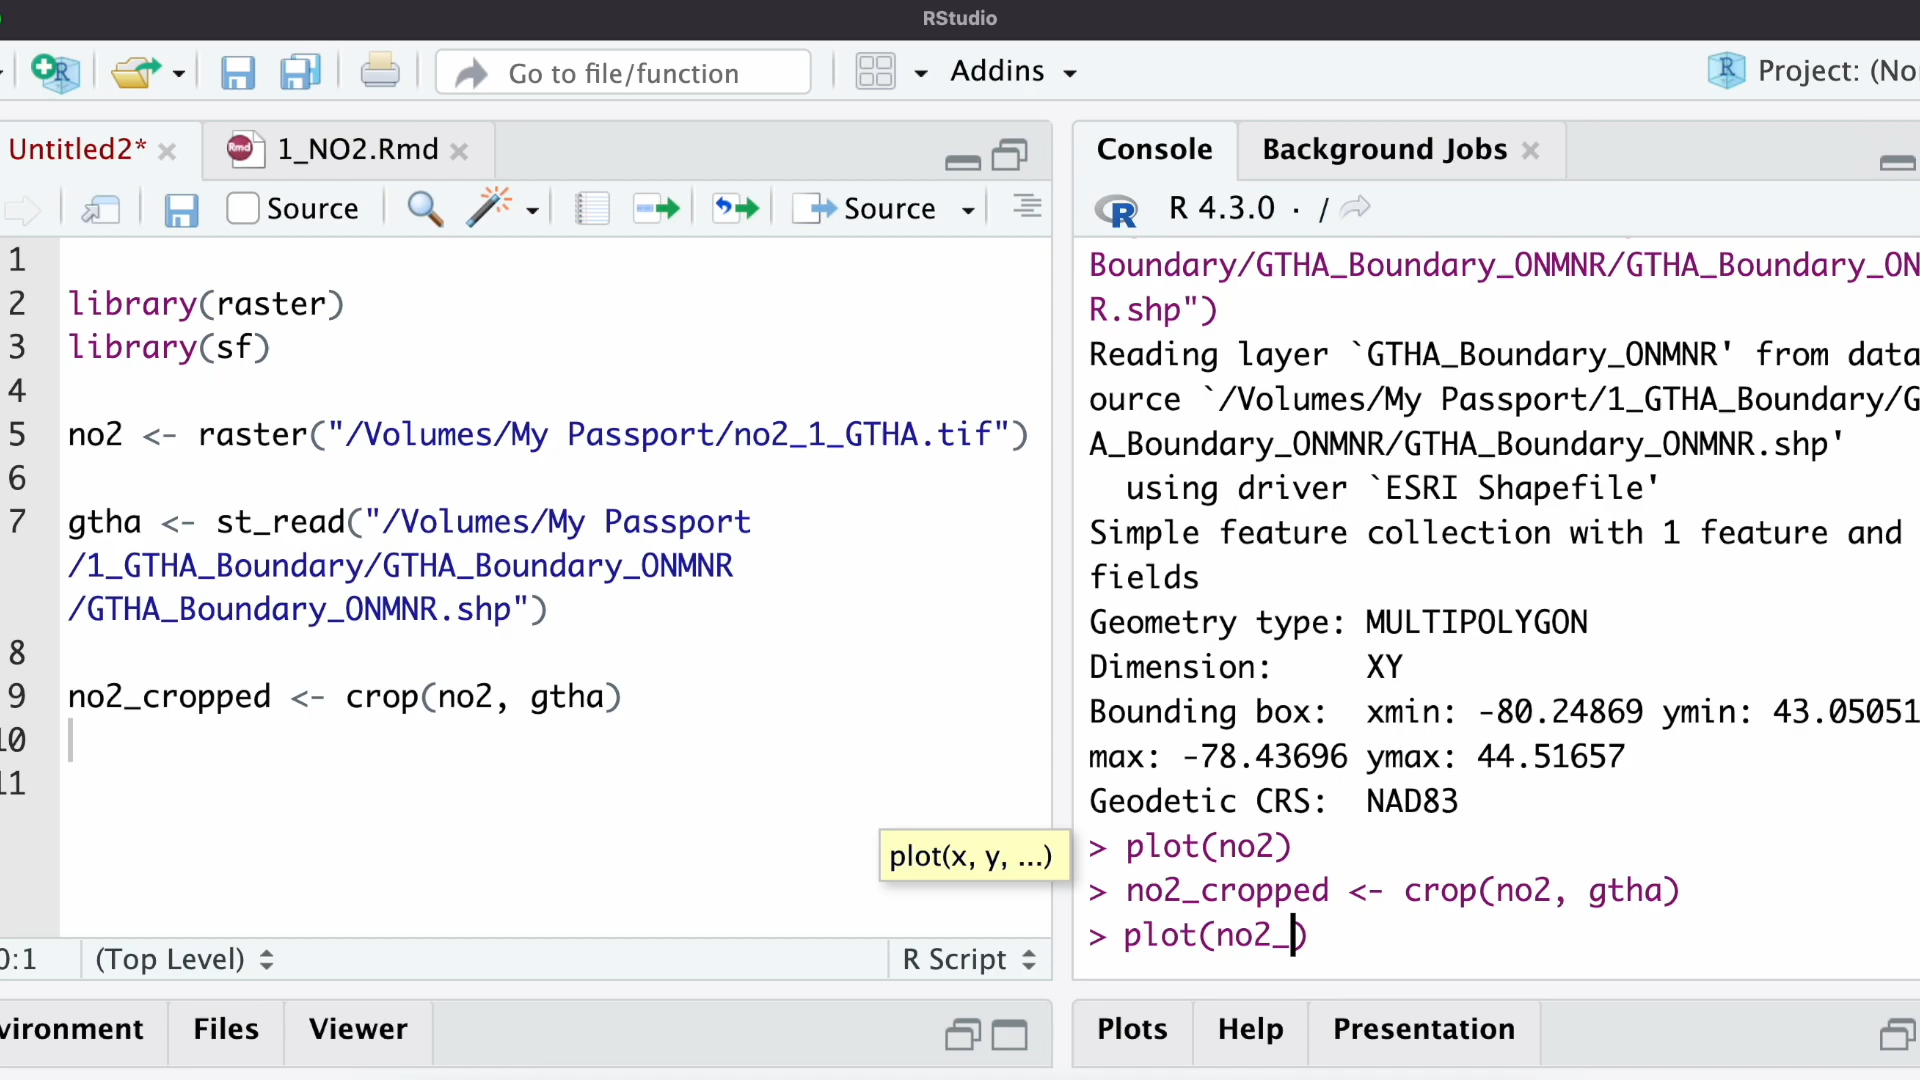 RStudio
Go to file/function
Addins
Project: (No
Untitled2*
1_NO2.Rmd
Source
Source
1
2 library(raster)
3 library(sf)
4
5 no2 <- raster("/Volumes/My Passport/no2_1_GTHA.tif")
6
7 gtha <- st_read("/Volumes/My Passport
/1_GTHA_Boundary/GTHA_Boundary_ONMNR
/GTHA_Boundary_ONMNR.shp")
8
9 no2_cropped <- crop(no2, gtha)
10
11
plot(x, y, ...)
0:1
(Top Level)
R Script
vironment
Files
Viewer
Console
Background Jobs
R 4.3.0 · /
Boundary/GTHA_Boundary_ONMNR/GTHA_Boundary_ON
R.shp")
Reading layer `GTHA_Boundary_ONMNR' from data
ource `/Volumes/My Passport/1_GTHA_Boundary/G
A_Boundary_ONMNR/GTHA_Boundary_ONMNR.shp'
using driver `ESRI Shapefile'
Simple feature collection with 1 feature and
fields
Geometry type: MULTIPOLYGON
Dimension: XY
Bounding box: xmin: -80.24869 ymin: 43.05051
max: -78.43696 ymax: 44.51657
Geodetic CRS: NAD83
> plot(no2)
> no2_cropped <- crop(no2, gtha)
> plot(no2_)
Plots
Help
Presentation